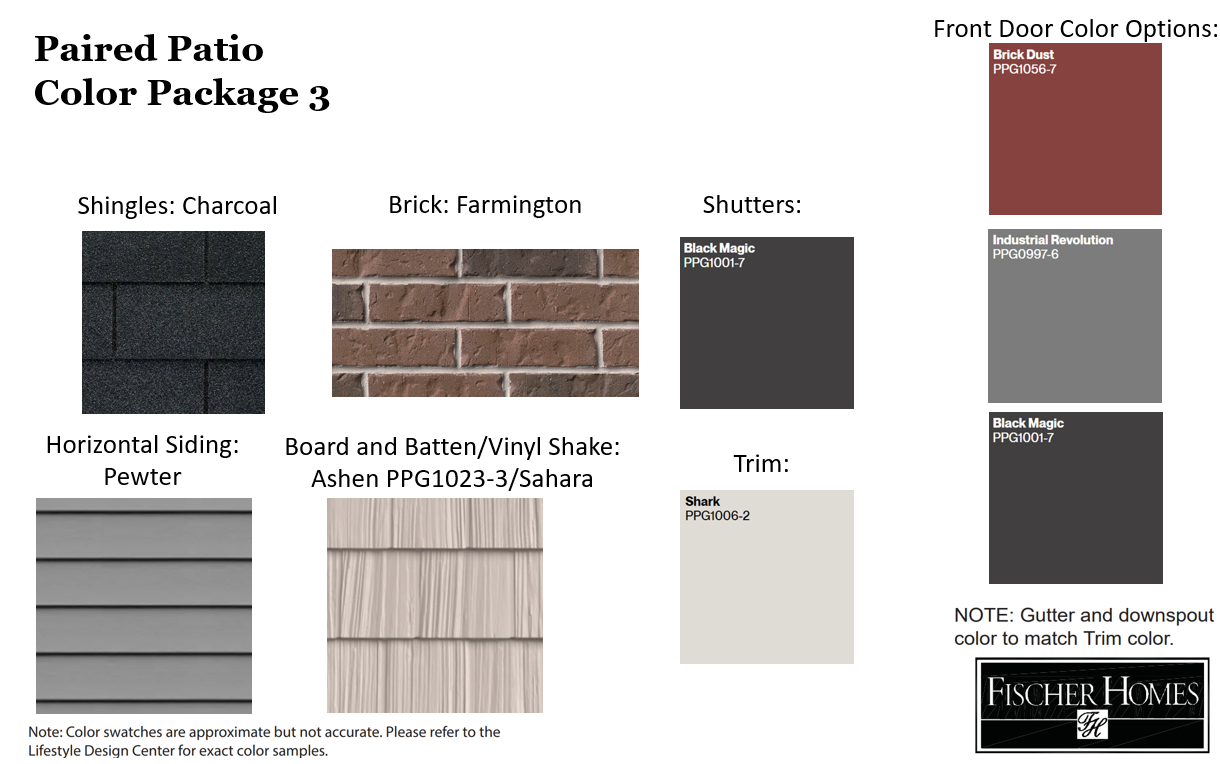 Paired Patio
Color Package 3
Front Door Color Options:
Brick Dust
PPG1056-7
Shingles: Charcoal
Brick: Farmington
Shutters:
Black Magic
PPG1001-7
Industrial Revolution
PPG0997-6
Black Magic
PPG1001-7
Horizontal Siding:
Pewter
Board and Batten/Vinyl Shake:
Ashen PPG1023-3/Sahara
Trim:
Shark
PPG1006-2
NOTE: Gutter and downspout
color to match Trim color.
FISCHER HOMES
FH
Note: Color swatches are approximate but not accurate. Please refer to the
Lifestyle Design Center for exact color samples.